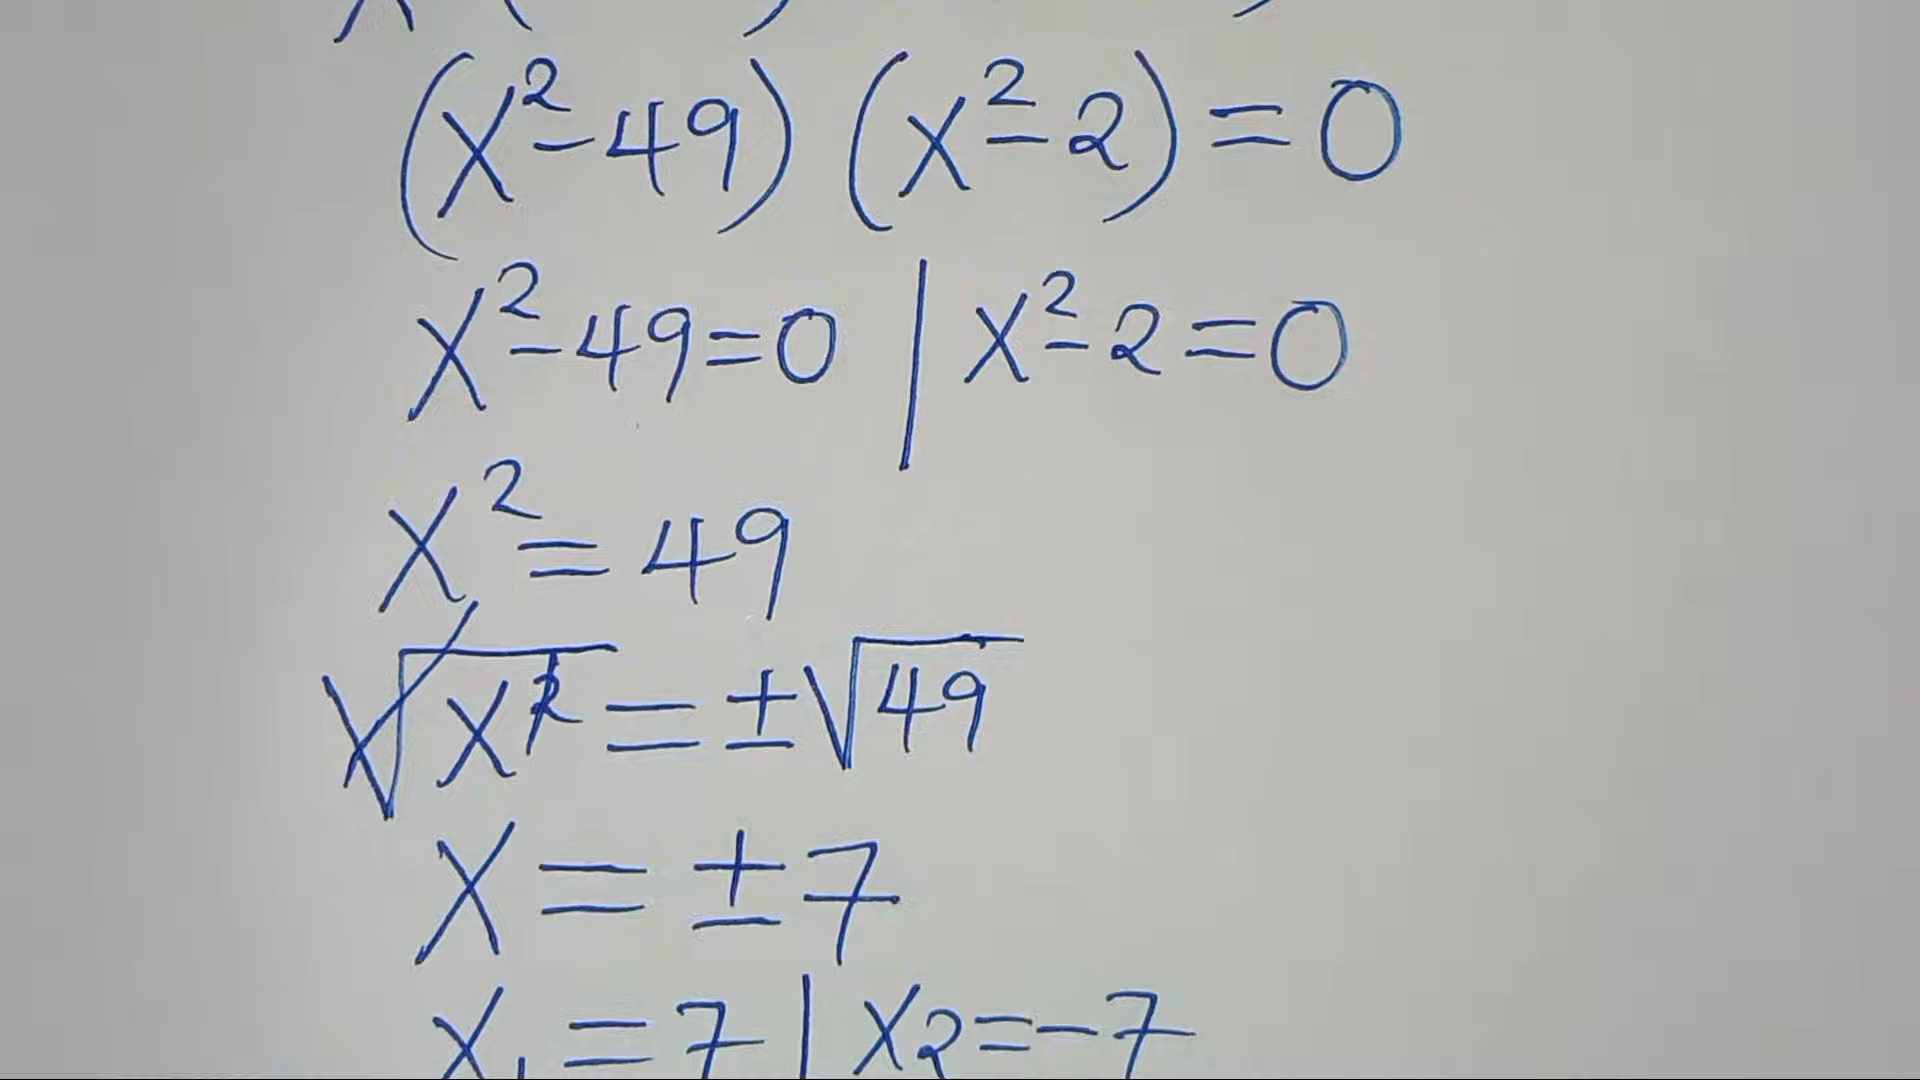 (x²-49) (x²-2)=0
x²-49=0 | x²-2=0
x²=49
√x²=±√49
x=±7
x₁=7 | x2=-7